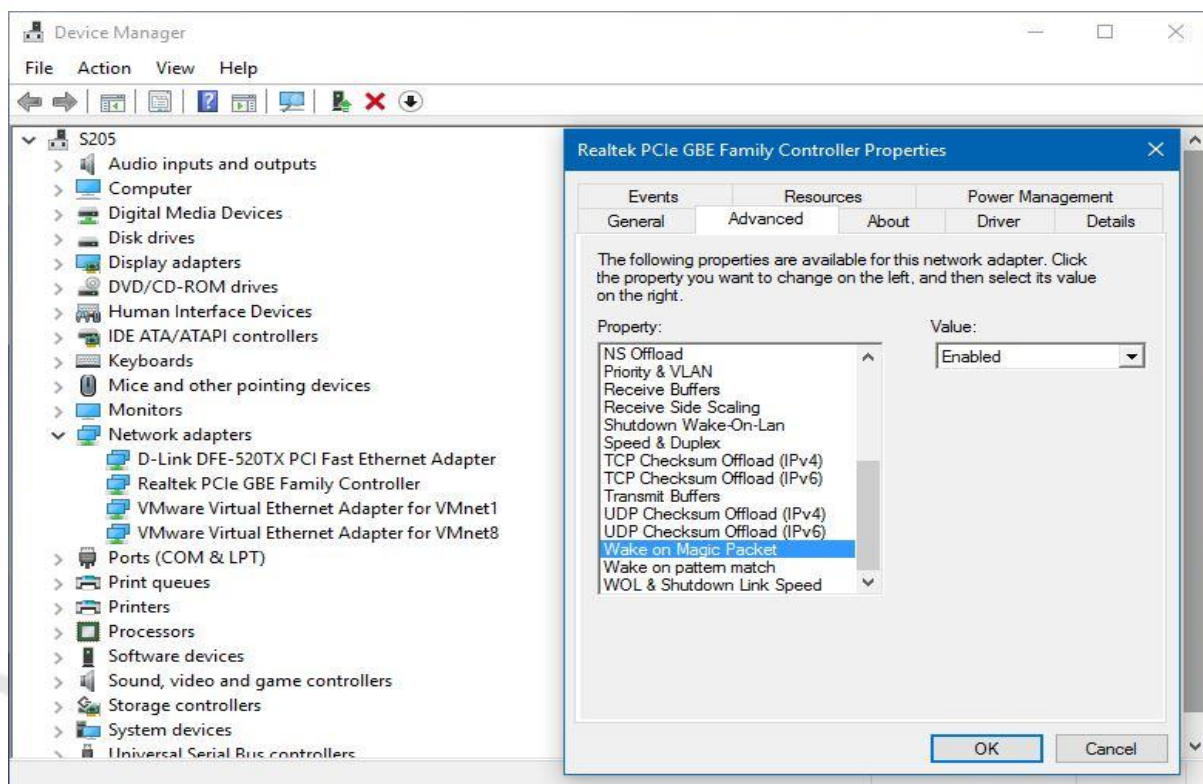 Device Manager
File Action View Help
S205
Audio inputs and outputs
Computer
Digital Media Devices
Disk drives
Display adapters
DVD/CD-ROM drives
Human Interface Devices
IDE ATA/ATAPI controllers
Keyboards
Mice and other pointing devices
Monitors
Network adapters
D-Link DFE-520TX PCI Fast Ethernet Adapter
Realtek PCIe GBE Family Controller
VMware Virtual Ethernet Adapter for VMnet1
VMware Virtual Ethernet Adapter for VMnet8
Ports (COM & LPT)
Print queues
Printers
Processors
Software devices
Sound, video and game controllers
Storage controllers
System devices
Universal Serial Bus controllers
Realtek PCIe GBE Family Controller Properties
Events Resources Power Management
General Advanced About Driver Details
The following properties are available for this network adapter. Click
the property you want to change on the left, and then select its value
on the right.
Property:
Value:
NS Offload
Priority & VLAN
Receive Buffers
Receive Side Scaling
Shutdown Wake-On-Lan
Speed & Duplex
TCP Checksum Offload (IPv4)
TCP Checksum Offload (IPv6)
Transmit Buffers
UDP Checksum Offload (IPv4)
UDP Checksum Offload (IPv6)
Wake on Magic Packet
Wake on pattern match
WOL & Shutdown Link Speed
Enabled
OK Cancel